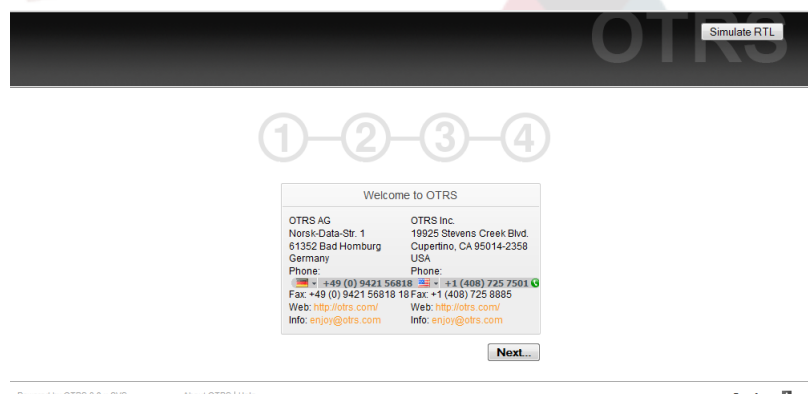 OTRS
Simulate RTL
1 2 3 4
Welcome to OTRS
OTRS AG
Norsk-Data-Str. 1
61352 Bad Homburg
Germany
Phone:
+49 (0) 9421 56818
Fax: +49 (0) 9421 56818 18
Web: http://otrs.com/
Info: enjoy@otrs.com
OTRS Inc.
19925 Stevens Creek Blvd.
Cupertino, CA 95014-2358
USA
Phone:
+1 (408) 725 7501
Fax: +1 (408) 725 8885
Web: http://otrs.com/
Info: enjoy@otrs.com
Next...